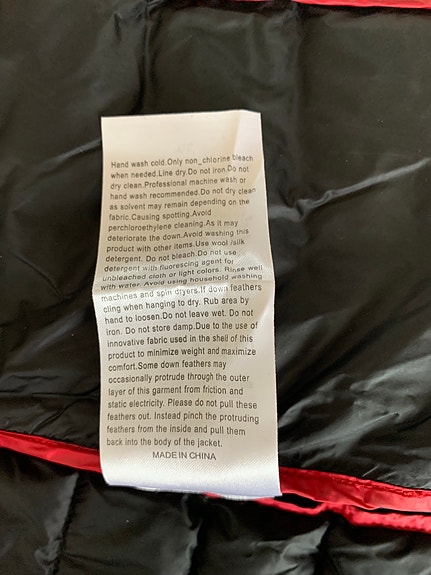 Hand wash cold.Only non_chlorine bleach
when needed.Line dry.Do not iron.Do not
dry clean.Professional machine wash or
hand wash recommended.Do not dry clean
as solvent may remain depending on the
fabric.Causing spotting.Avoid
perchloroethylene cleaning.As it may
deteriorate the down.Avoid washing this
product with other items.Use wool /silk
detergent. Do not bleach.Do not use
detergent with fluorescing agent for
unbleached cloth or light colors. Rinse well
with water. Avoid using household washing
machines and spin dryers.If down feathers
cling when hanging to dry. Rub area by
hand to loosen.Do not leave wet. Do not
iron. Do not store damp.Due to the use of
innovative fabric used in the shell of this
product to minimize weight and maximize
comfort.Some down feathers may
occasionally protrude through the outer
layer of this garment from friction and
static electricity. Please do not pull these
feathers out. Instead pinch the protruding
feathers from the inside and pull them
back into the body of the jacket.
MADE IN CHINA